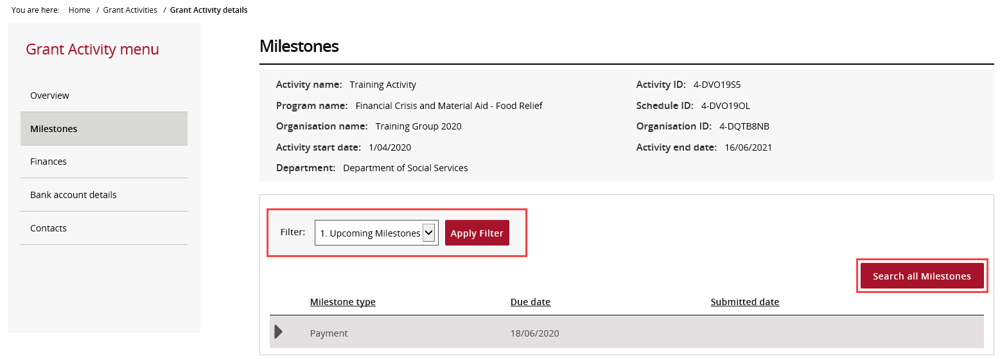 You are here: Home / Grant Activities / Grant Activity details
Grant Activity menu
Overview
Milestones
Finances
Bank account details
Contacts
Milestones
Activity name: Training Activity
Activity ID: 4-DVO19S5
Program name: Financial Crisis and Material Aid - Food Relief
Schedule ID: 4-DVO19OL
Organisation name: Training Group 2020
Organisation ID: 4-DQTB8NB
Activity start date: 1/04/2020
Activity end date: 16/06/2021
Department: Department of Social Services
Filter: 1. Upcoming Milestones Apply Filter
Search all Milestones
Milestone type Due date Submitted date
Payment 18/06/2020